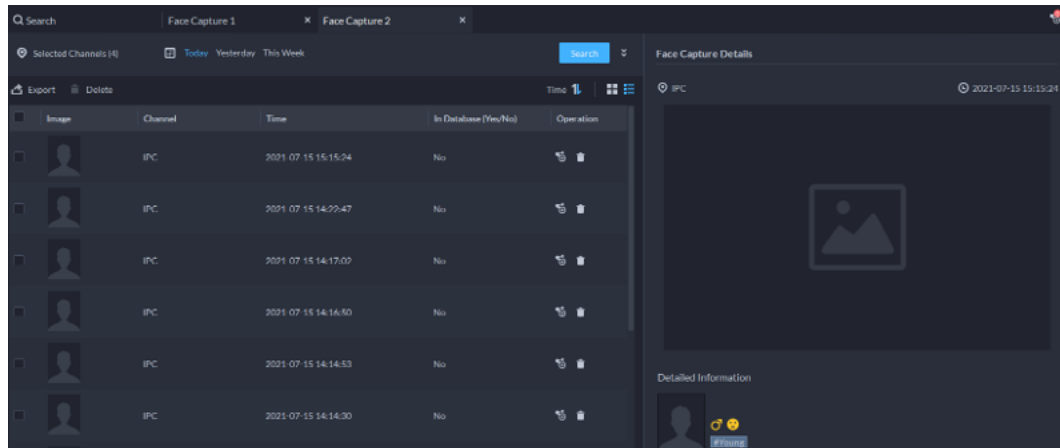 Search
Face Capture 1
Face Capture 2
Selected Channels (4)
Today Yesterday This Week
Search
Export
Delete
Time
Image Channel Time In Database (Yes/No) Operation
IPC 2021-07-15 15:15:24 No
IPC 2021-07-15 14:22:47 No
IPC 2021-07-15 14:17:02 No
IPC 2021-07-15 14:16:50 No
IPC 2021-07-15 14:14:53 No
IPC 2021-07-15 14:14:30 No
Face Capture Details
IPC 2021-07-15 15:15:24
Detailed Information
#Young